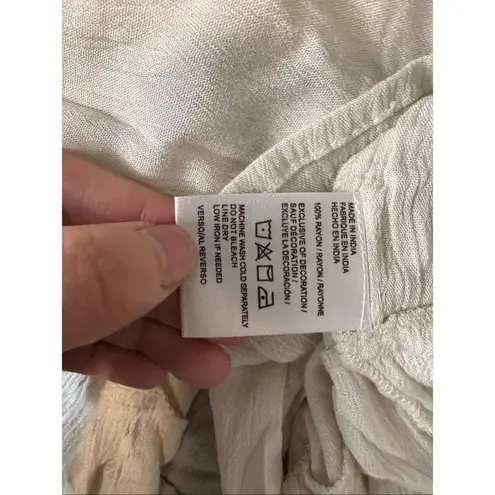 MADE IN INDIA
FABRIQUE EN INDIA
HECHO EN INDIA
100% RAYON / RAYON / RAYONNE
EXCLUSIVE OF DECORATION /
SAUF DÉCORATION /
EXCLUYE LA DECORACIÓN /
MACHINE WASH COLD SEPARATELY
DO NOT BLEACH
LINE DRY
LOW IRON IF NEEDED
VERSO/AL REVERSO